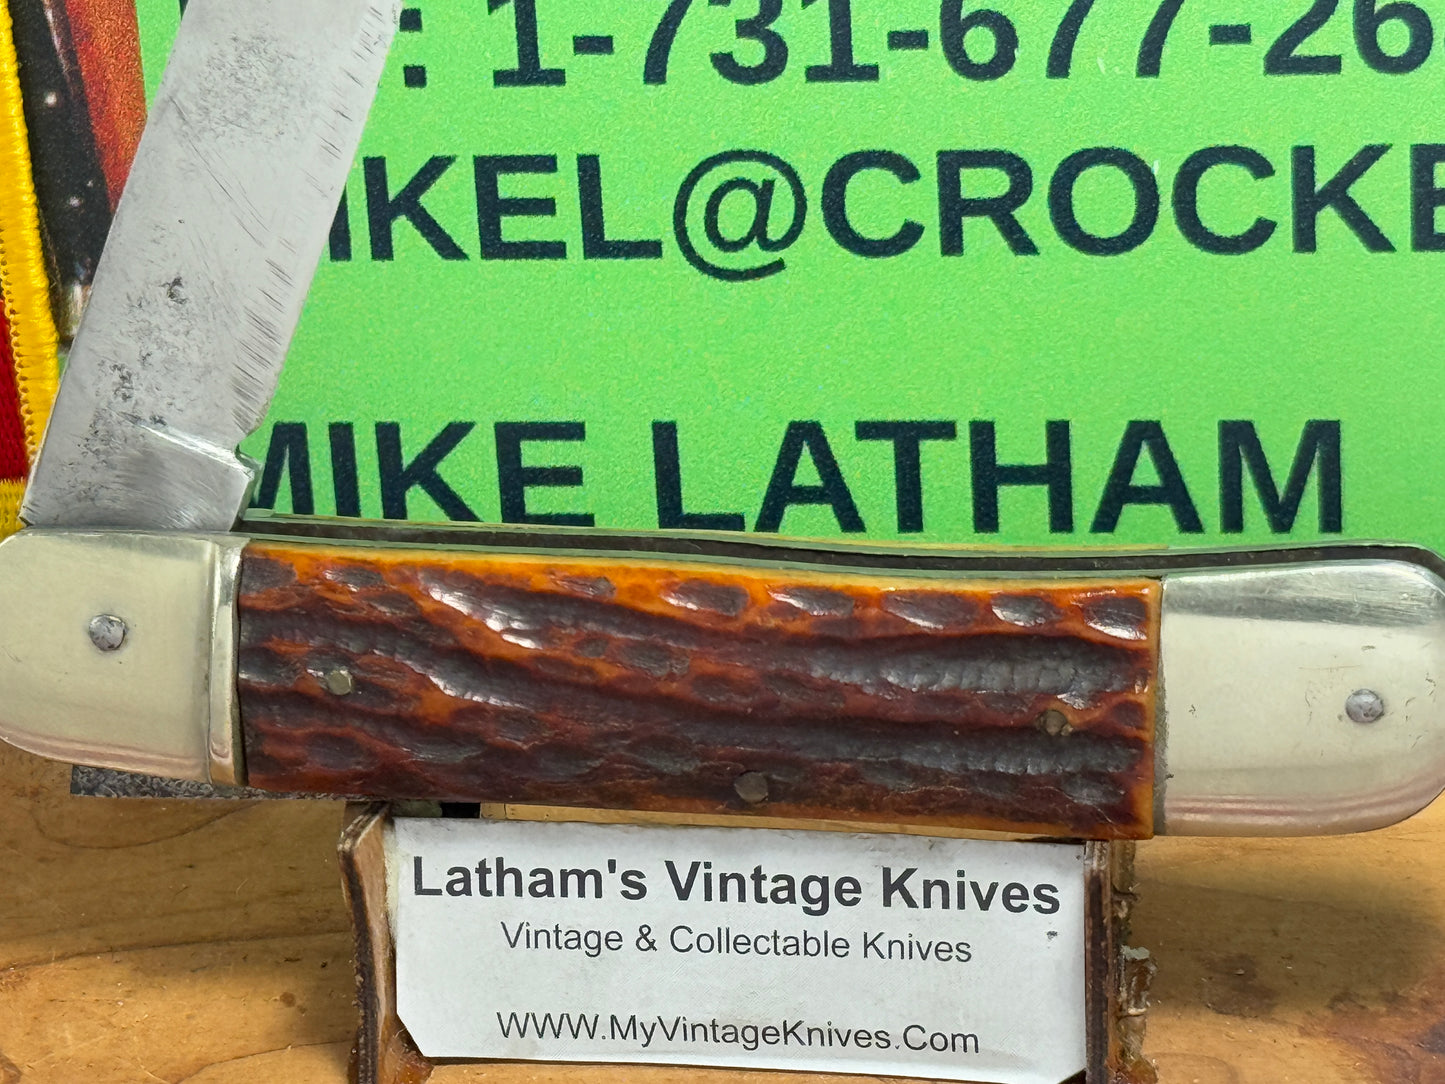 : 1-731-677-26
IKEL@CROCKE
MIKE LATHAM
Latham's Vintage Knives
Vintage & Collectable Knives
WWW.MyVintageKnives.Com